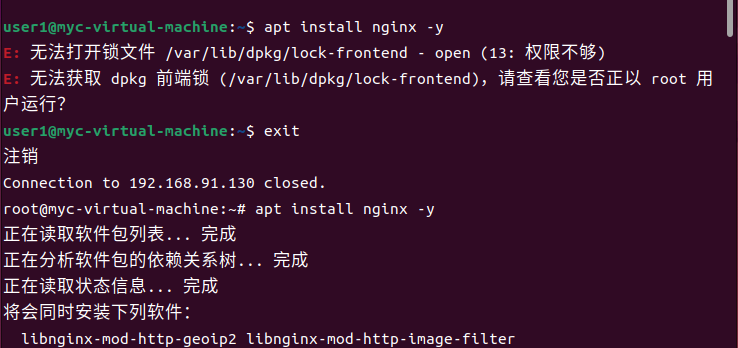 user1@myc-virtual-machine:~$ apt install nginx -y
E: 无法打开锁文件 /var/lib/dpkg/lock-frontend - open (13: 权限不够)
E: 无法获取 dpkg 前端锁 (/var/lib/dpkg/lock-frontend)，请查看您是否正以 root 用
户运行？
user1@myc-virtual-machine:~$ exit
注销
Connection to 192.168.91.130 closed.
root@myc-virtual-machine:~# apt install nginx -y
正在读取软件包列表... 完成
正在分析软件包的依赖关系树... 完成
正在读取状态信息... 完成
将会同时安装下列软件：
  libnginx-mod-http-geoip2 libnginx-mod-http-image-filter